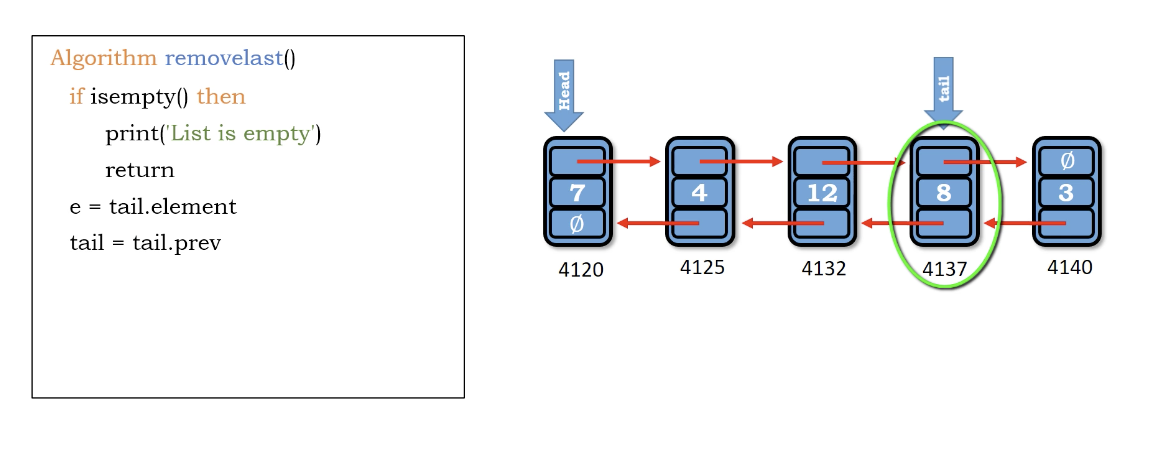 Algorithm removelast()
if isempty() then
print('List is empty')
return
e = tail.element
tail = tail.prev
Head
tail
∅
7 4 12 8 3
∅
4120 4125 4132 4137 4140